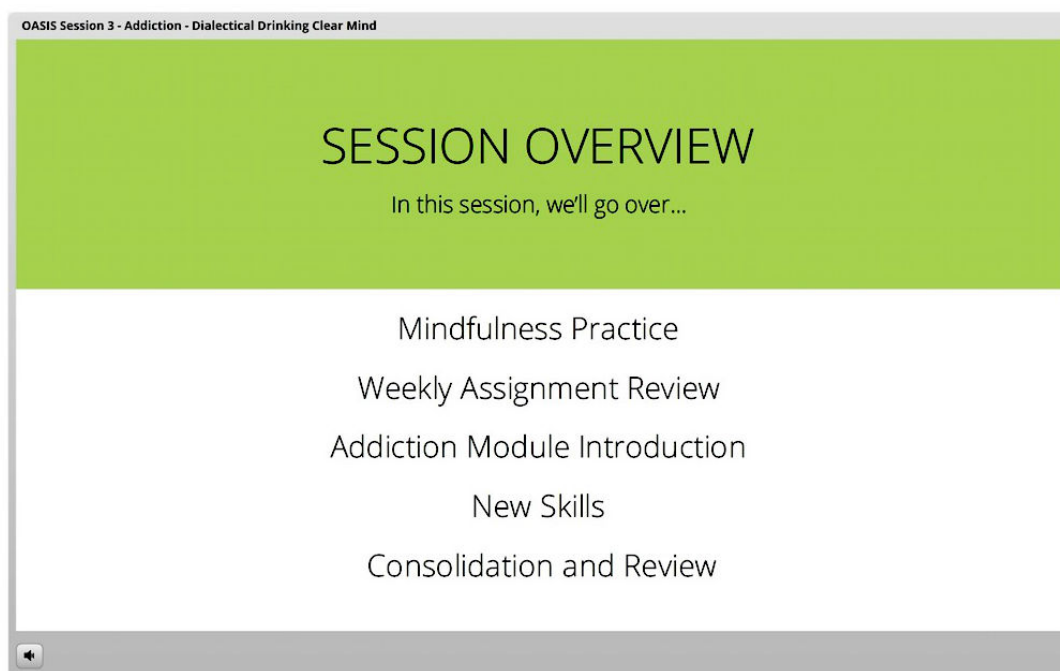 OASIS Session 3 - Addiction - Dialectical Drinking Clear Mind
SESSION OVERVIEW
In this session, we'll go over...
Mindfulness Practice
Weekly Assignment Review
Addiction Module Introduction
New Skills
Consolidation and Review